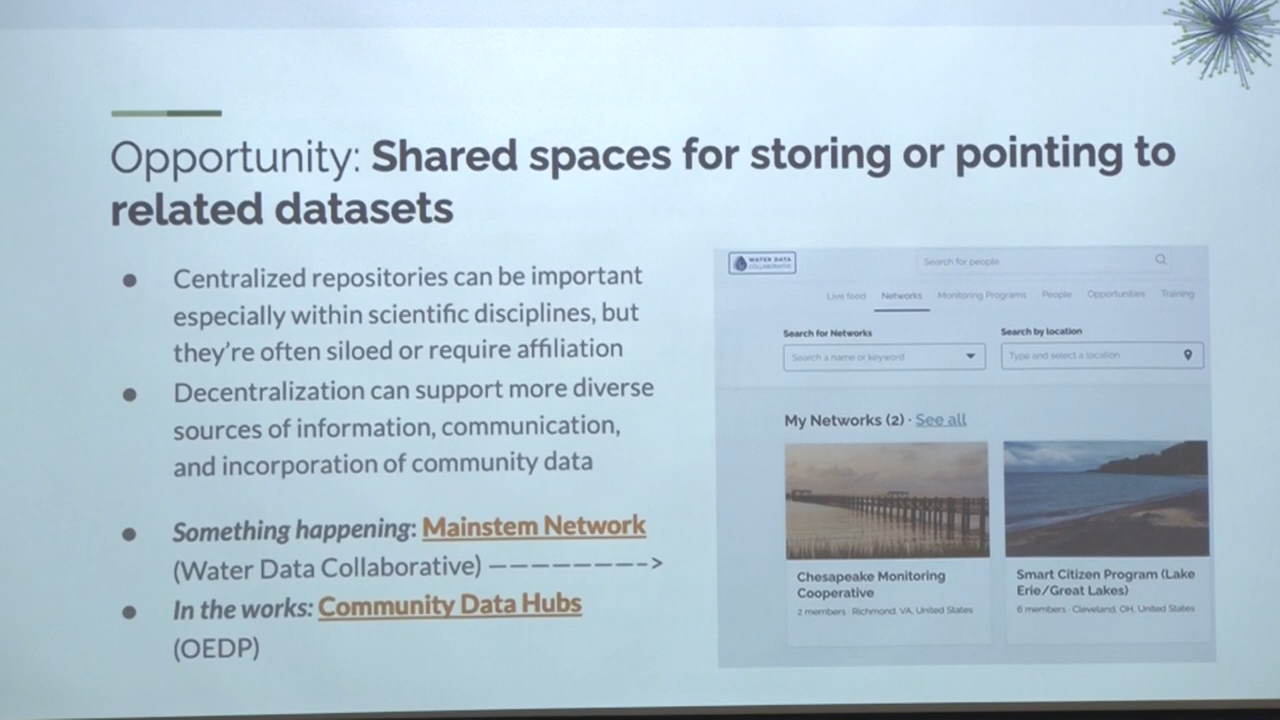 Opportunity: Shared spaces for storing or pointing to
related datasets
● Centralized repositories can be important
especially within scientific disciplines, but
they're often siloed or require affiliation
● Decentralization can support more diverse
sources of information, communication,
and incorporation of community data
● Something happening: Mainstem Network
(Water Data Collaborative) ————————->
● In the works: Community Data Hubs
(OEDP)
WATER DATA
COLLABORATIVE
Search for people
Live feed Networks Monitoring Programs People Opportunities Training
Search for Networks Search by location
Search a name or keyword Type and select a location
My Networks (2) · See all
Chesapeake Monitoring
Cooperative
2 members · Richmond, VA, United States
Smart Citizen Program (Lake
Erie/Great Lakes)
6 members · Cleveland, OH, United States